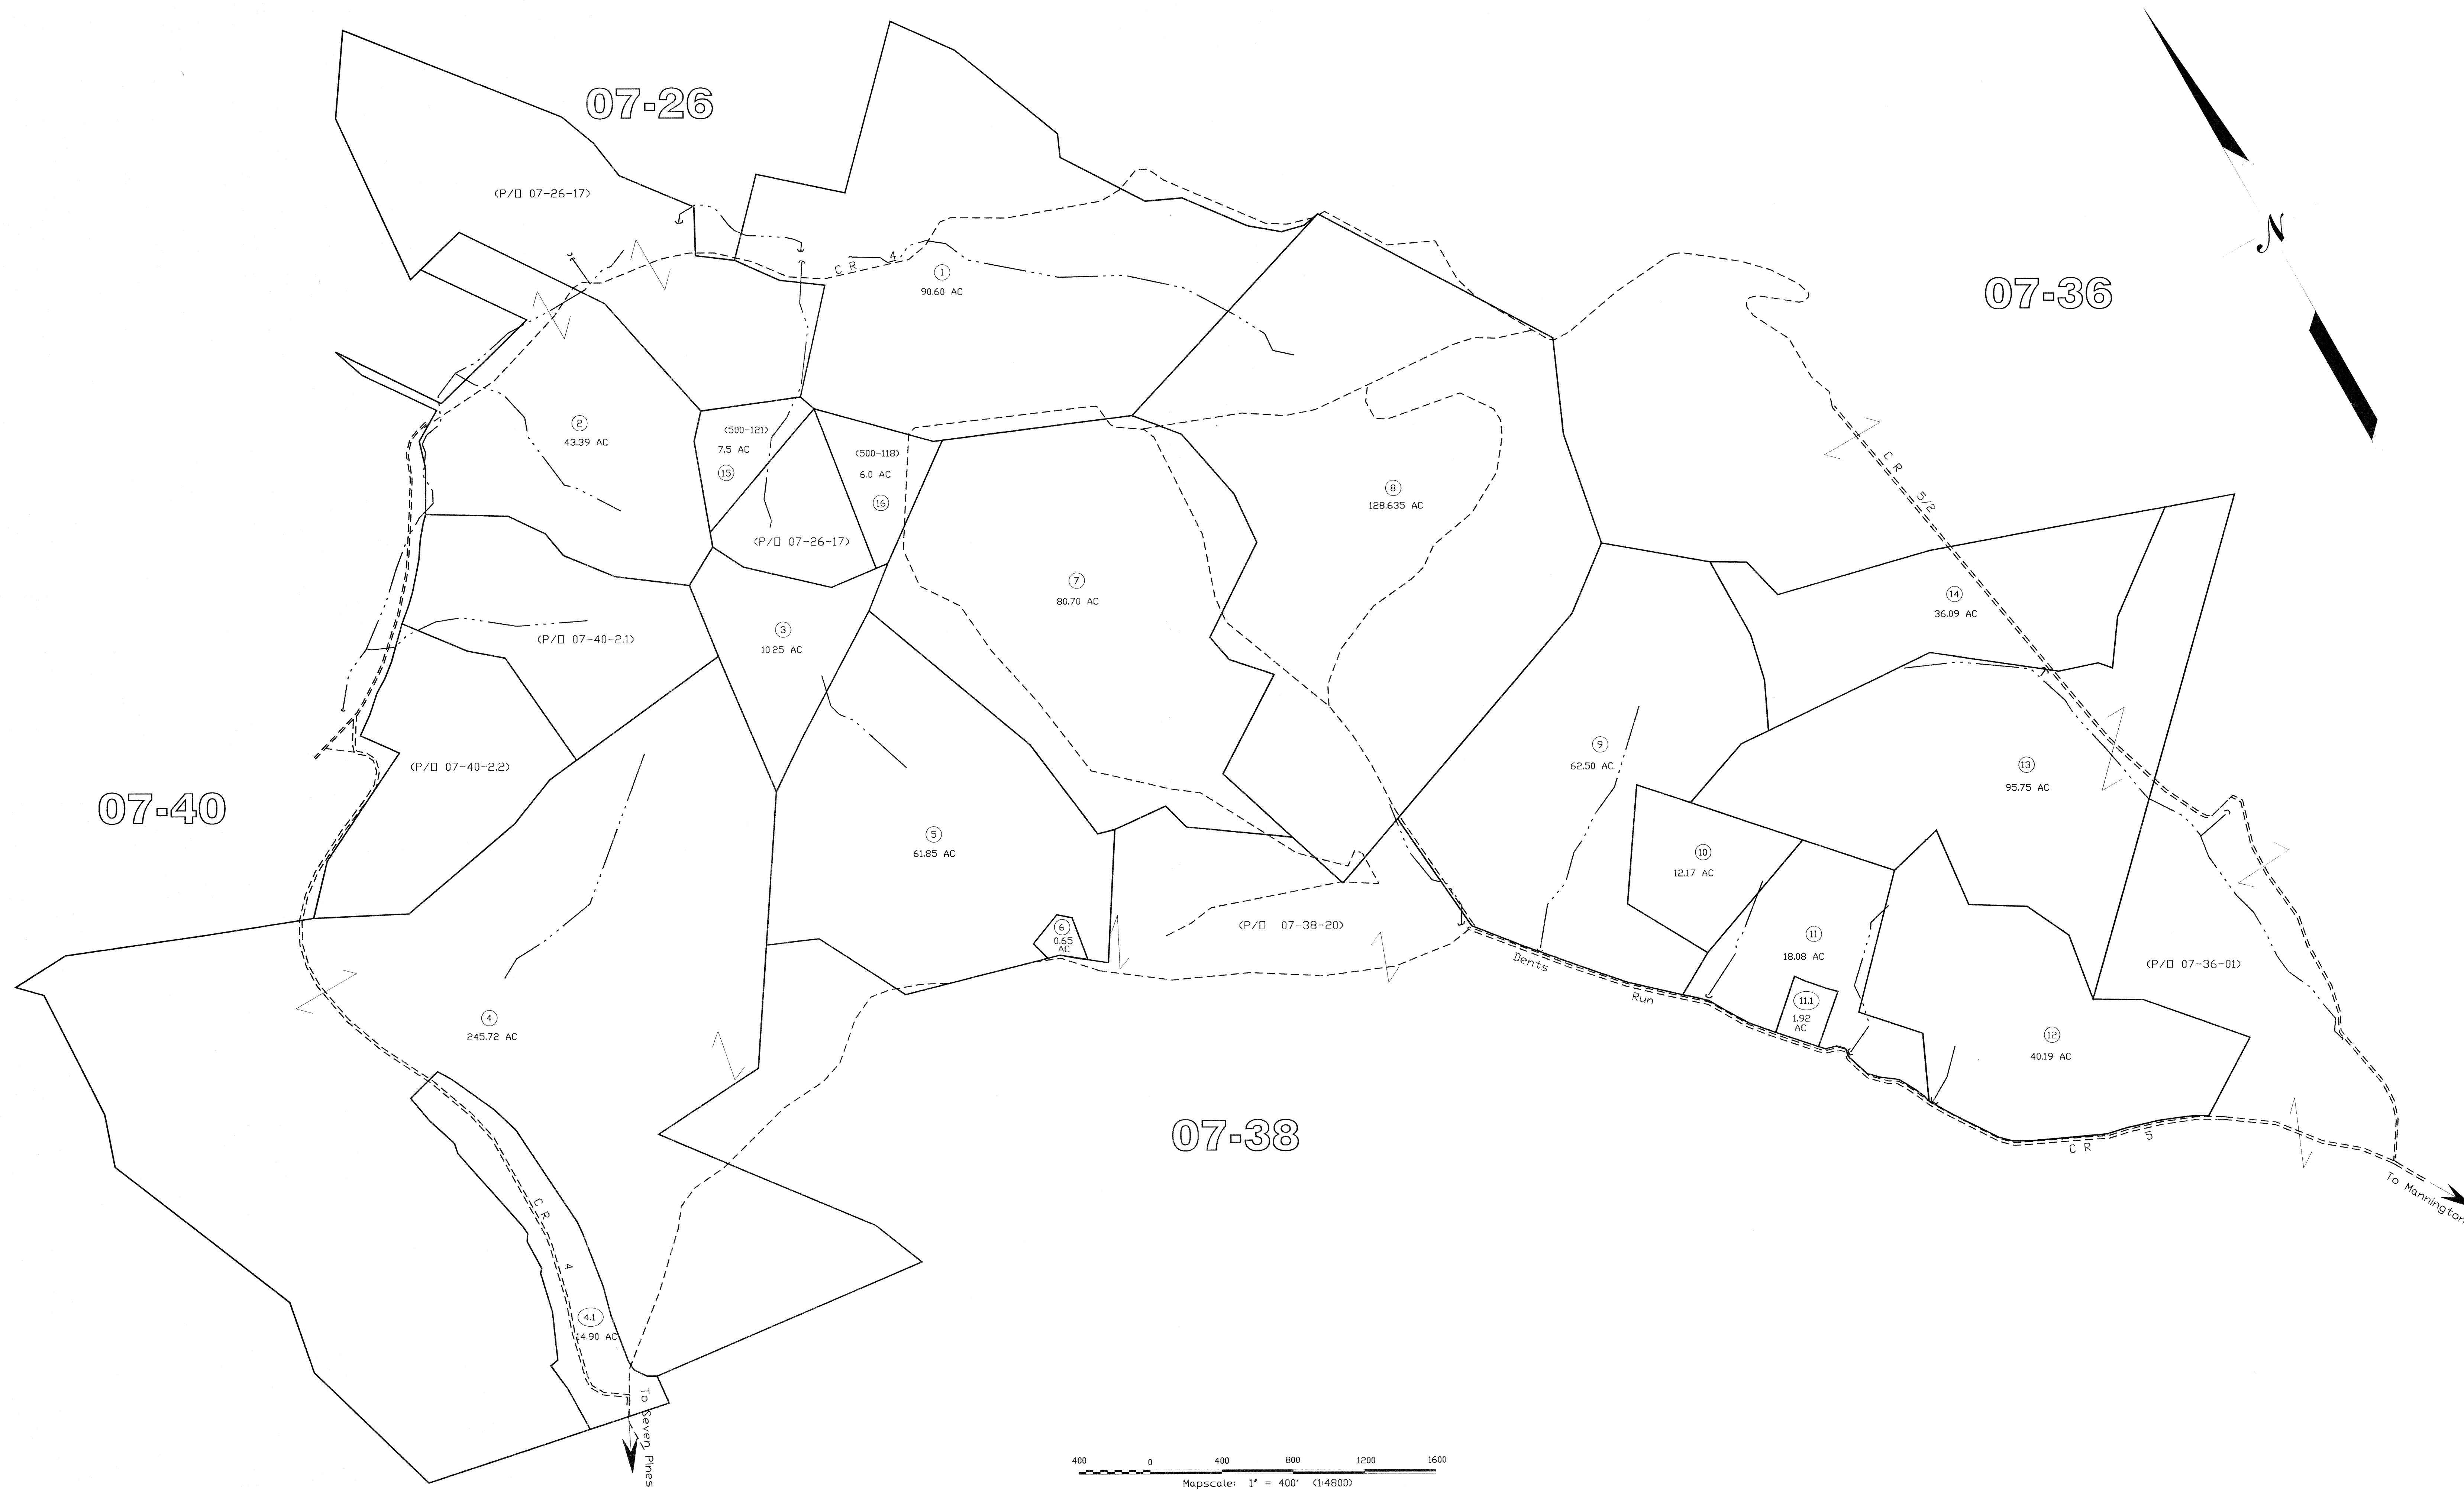 07-26
(P/□ 07-26-17)
N
C R 4
1
90.60 AC
07-36
2
43.39 AC
(500-121)
7.5 AC
15
(500-118)
6.0 AC
16
(P/□ 07-26-17)
8
128.635 AC
C R 5/2
7
80.70 AC
14
36.09 AC
3
10.25 AC
(P/□ 07-40-2.1)
(P/□ 07-40-2.2)
07-40
9
62.50 AC
13
95.75 AC
5
61.85 AC
10
12.17 AC
6
0.65
AC
(P/□ 07-38-20)
11
18.08 AC
Dents Run
(P/□ 07-36-01)
11.1
1.92
AC
4
245.72 AC
12
40.19 AC
07-38
C R 5
To Mannington
C R 4
4.1
14.90 AC
To Seven Pines
400 0 400 800 1200 1600
Mapscale: 1" = 400' (1:4800)